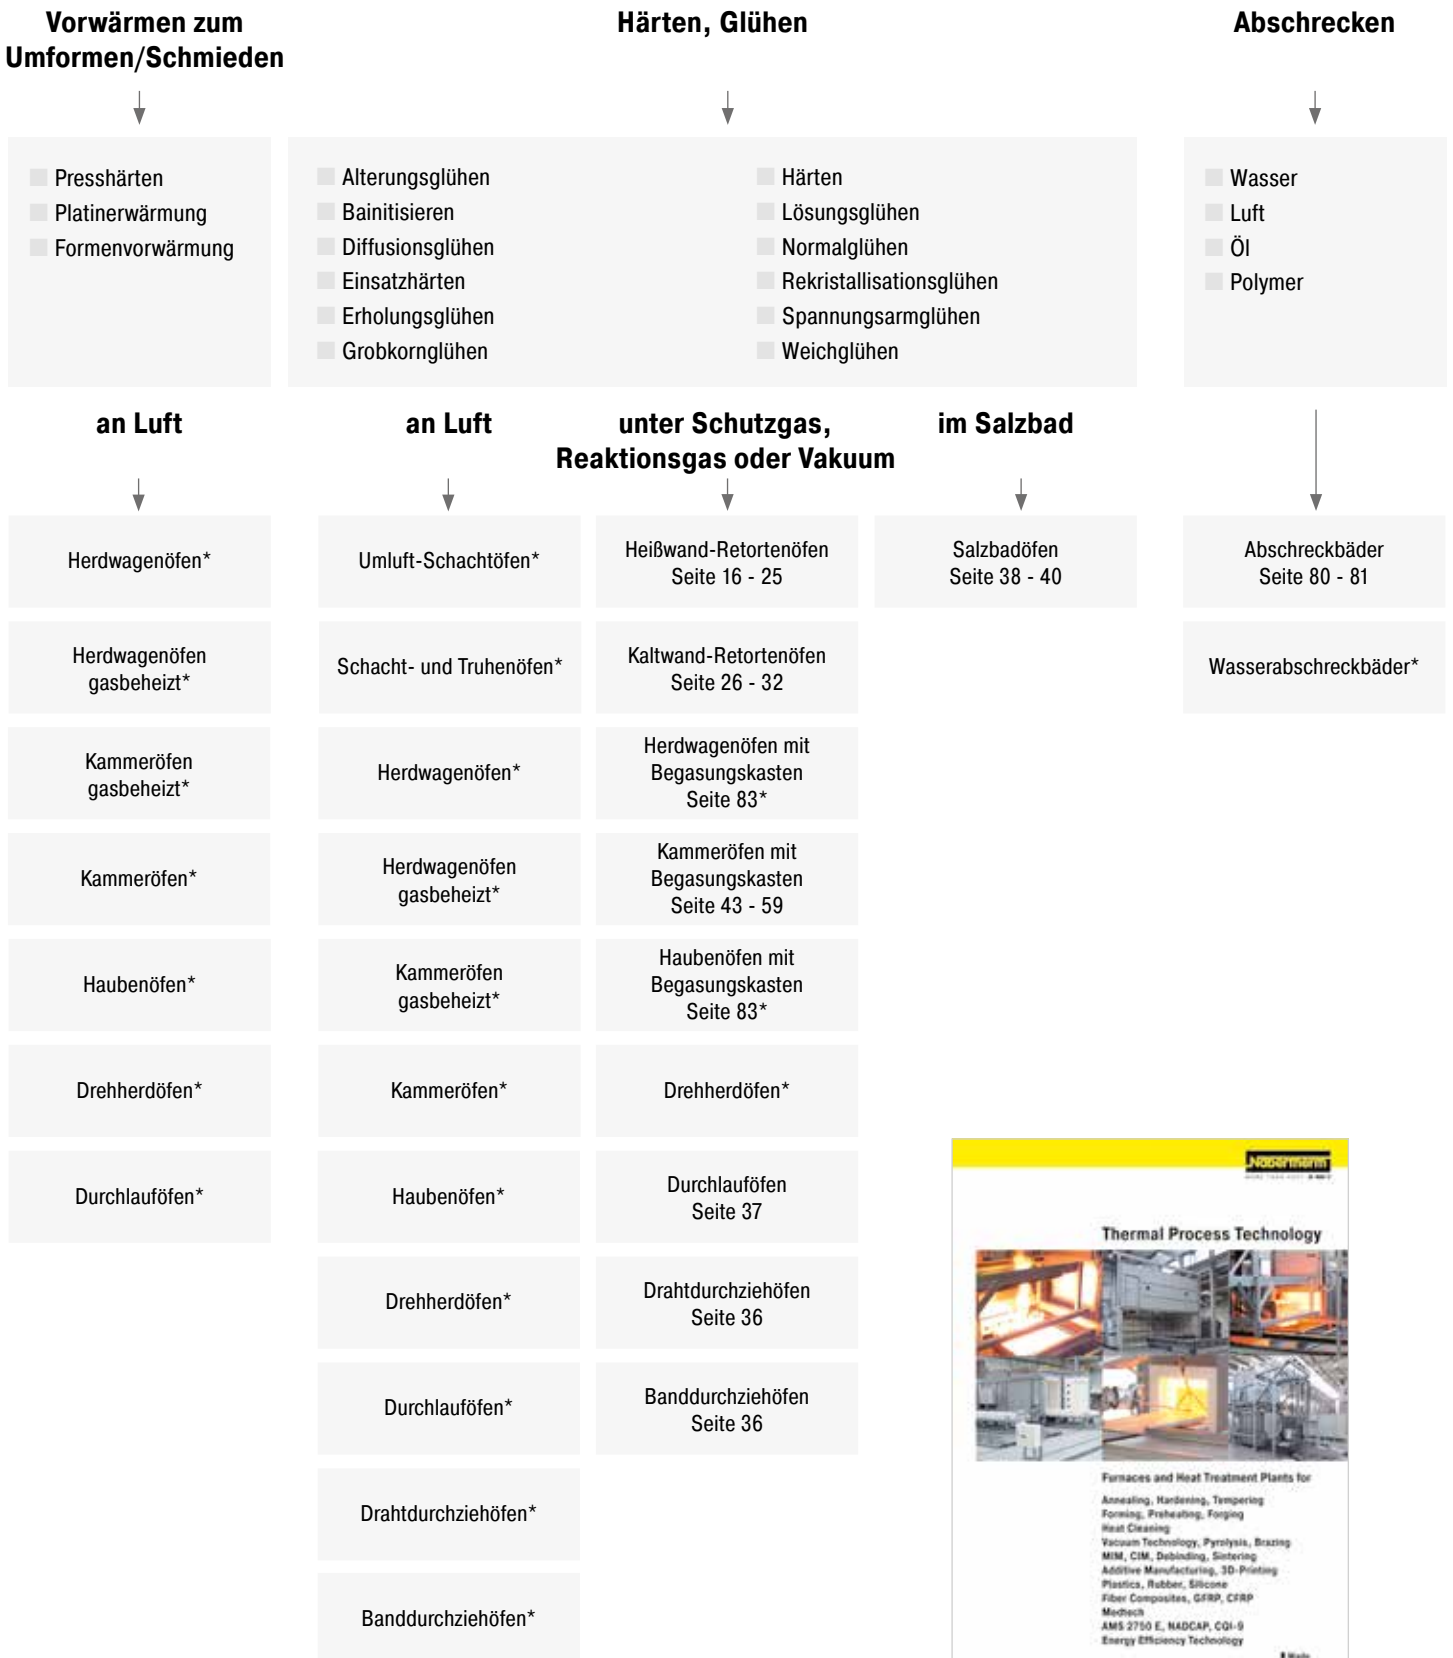 Vorwärmen zum
Umformen/Schmieden
Härten, Glühen
Abschrecken
Presshärten
Platinerwärmung
Formenvorwärmung
Alterungsglühen
Bainitisieren
Diffusionsglühen
Einsatzhärten
Erholungsglühen
Grobkornglühen
Härten
Lösungsglühen
Normalglühen
Rekristallisationsglühen
Spannungsarmglühen
Weichglühen
Wasser
Luft
Öl
Polymer
an Luft
an Luft
unter Schutzgas,
Reaktionsgas oder Vakuum
im Salzbad
Herdwagenöfen*
Herdwagenöfen
gasbeheizt*
Kammeröfen
gasbeheizt*
Kammeröfen*
Haubenöfen*
Drehherdöfen*
Durchlauföfen*
Umluft-Schachtöfen*
Schacht- und Truhenöfen*
Herdwagenöfen*
Herdwagenöfen
gasbeheizt*
Kammeröfen
gasbeheizt*
Kammeröfen*
Haubenöfen*
Drehherdöfen*
Durchlauföfen*
Drahtdurchziehöfen*
Banddurchziehöfen*
Heißwand-Retortenöfen
Seite 16 - 25
Kaltwand-Retortenöfen
Seite 26 - 32
Herdwagenöfen mit
Begasungskasten
Seite 83*
Kammeröfen mit
Begasungskasten
Seite 43 - 59
Haubenöfen mit
Begasungskasten
Seite 83*
Drehherdöfen*
Durchlauföfen
Seite 37
Drahtdurchziehöfen
Seite 36
Banddurchziehöfen
Seite 36
Salzbadöfen
Seite 38 - 40
Abschreckbäder
Seite 80 - 81
Wasserabschreckbäder*
Nabertherm
Thermal Process Technology
Furnaces and Heat Treatment Plants for
Annealing, Hardening, Tempering
Forming, Preheating, Forging
Heat Cleaning
Vacuum Technology, Pyrolysis, Brazing
MIM, CIM, Debinding, Sintering
Additive Manufacturing, 3D-Printing
Plastics, Rubber, Silicone
Fiber Composites, GFRP, CFRP
Medtech
AMS 2750 E, NADCAP, CQI-9
Energy Efficiency Technology